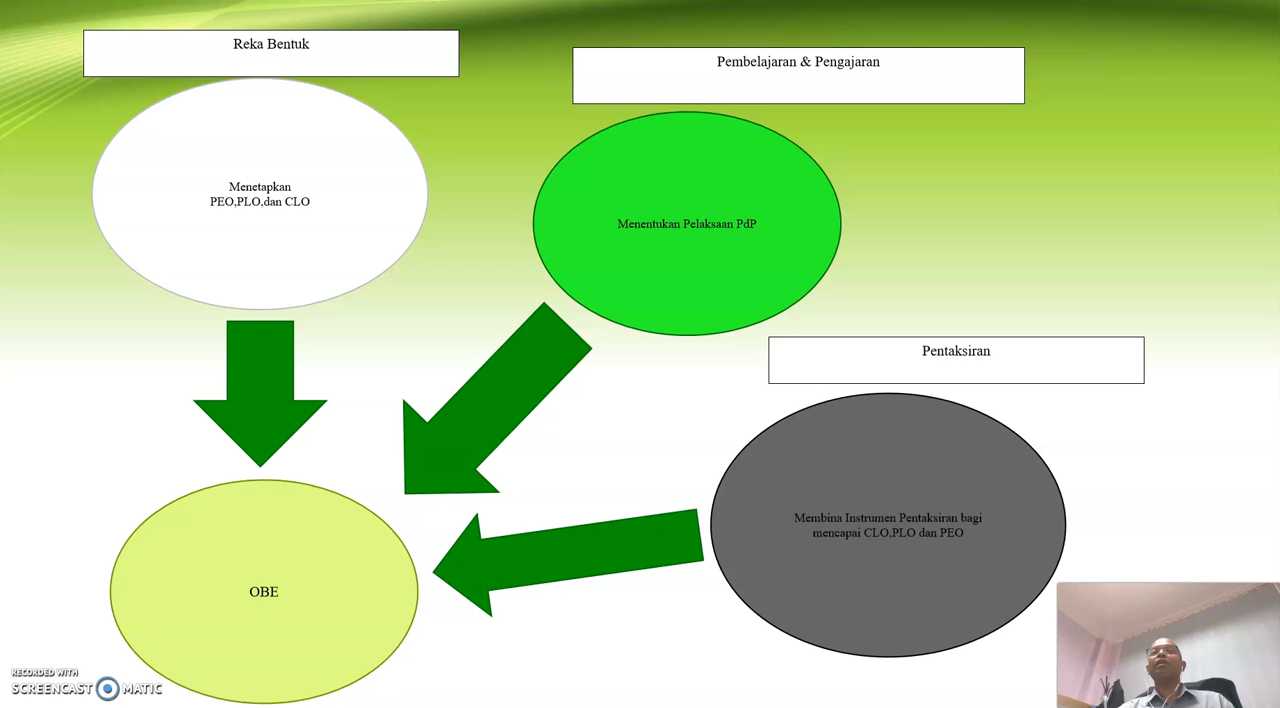 Reka Bentuk
Pembelajaran & Pengajaran
Menetapkan
PEO,PLO,dan CLO
Menentukan Pelaksaan PdP
Pentaksiran
Membina Instrumen Pentaksiran bagi
mencapai CLO,PLO dan PEO
OBE
RECORDED WITH
SCREENCAST MATIC